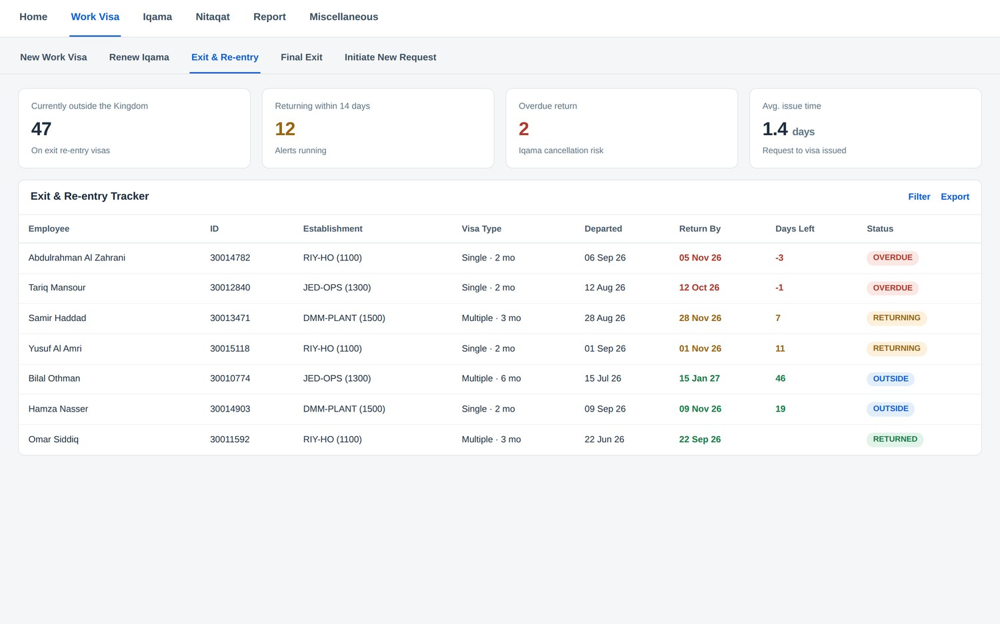 Home Work Visa Iqama Nitaqat Report Miscellaneous
New Work Visa Renew Iqama Exit & Re-entry Final Exit Initiate New Request
Currently outside the Kingdom
47
On exit re-entry visas
Returning within 14 days
12
Alerts running
Overdue return
2
Iqama cancellation risk
Avg. issue time
1.4 days
Request to visa issued
Exit & Re-entry Tracker Filter Export
Employee ID Establishment Visa Type Departed Return By Days Left Status
Abdulrahman Al Zahrani 30014782 RIY-HO (1100) Single · 2 mo 06 Sep 26 05 Nov 26 -3 OVERDUE
Tariq Mansour 30012840 JED-OPS (1300) Single · 2 mo 12 Aug 26 12 Oct 26 -1 OVERDUE
Samir Haddad 30013471 DMM-PLANT (1500) Multiple · 3 mo 28 Aug 26 28 Nov 26 7 RETURNING
Yusuf Al Amri 30015118 RIY-HO (1100) Single · 2 mo 01 Sep 26 01 Nov 26 11 RETURNING
Bilal Othman 30010774 JED-OPS (1300) Multiple · 6 mo 15 Jul 26 15 Jan 27 46 OUTSIDE
Hamza Nasser 30014903 DMM-PLANT (1500) Single · 2 mo 09 Sep 26 09 Nov 26 19 OUTSIDE
Omar Siddiq 30011592 RIY-HO (1100) Multiple · 3 mo 22 Jun 26 22 Sep 26 RETURNED